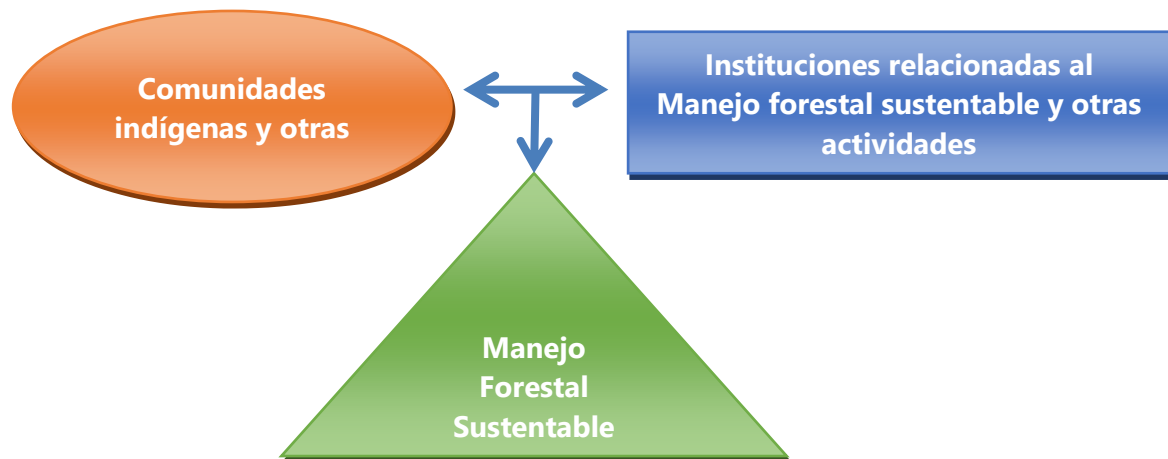 Comunidades
indígenas y otras
Instituciones relacionadas al
Manejo forestal sustentable y otras
actividades
Manejo
Forestal
Sustentable